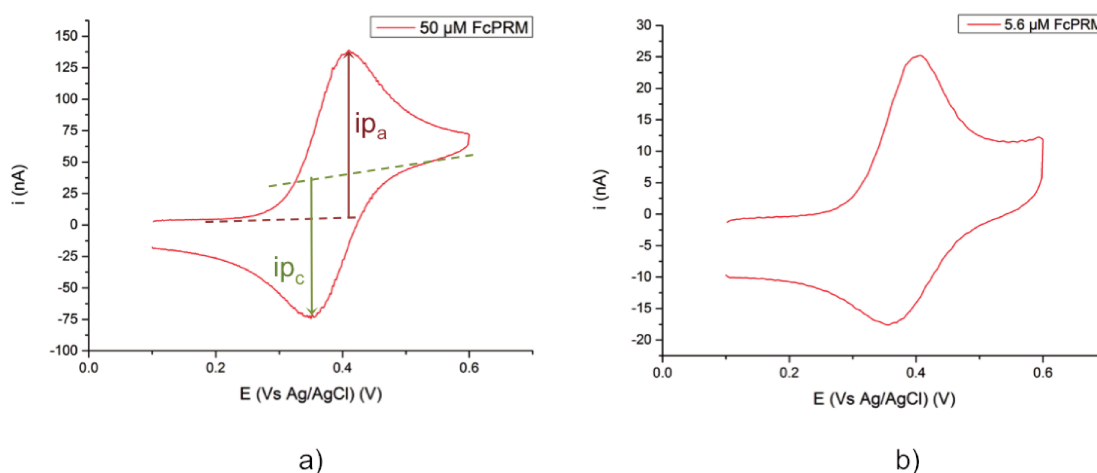 50 µM FcPRM
150
125
100
75
50
25
0
-25
-50
-75
-100
i (nA)
ip_a
ip_c
0.0 0.2 0.4 0.6
E (Vs Ag/AgCl) (V)
a)
5.6 µM FcPRM
30
25
20
15
10
5
0
-5
-10
-15
-20
i (nA)
0.0 0.2 0.4 0.6
E (Vs Ag/AgCl) (V)
b)